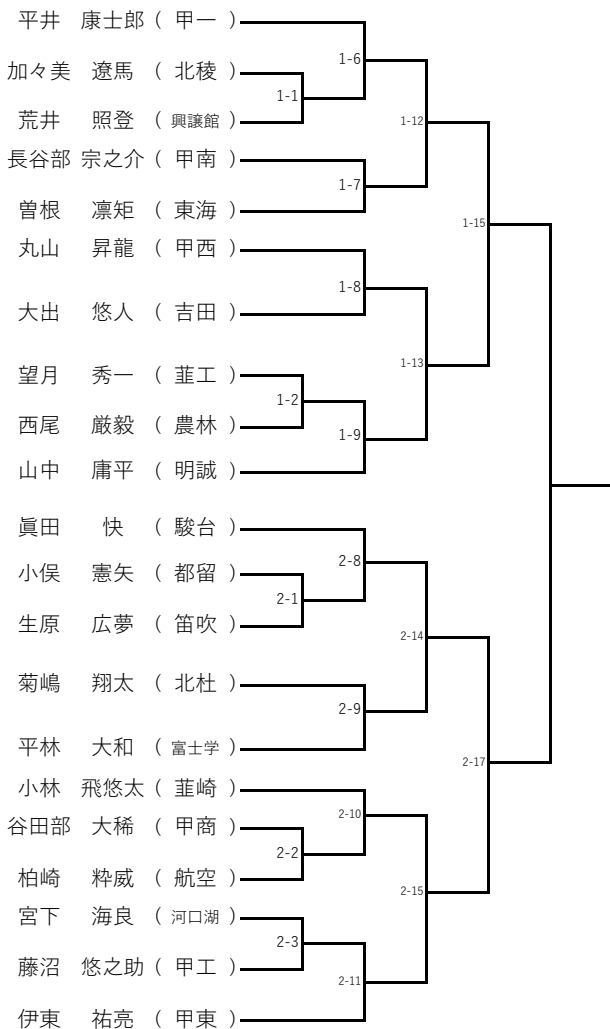 平井 康士郎 ( 甲一 )
1-6
加々美 遼馬 ( 北稜 )
1-1
荒井 照登 ( 興譲館 )
1-12
長谷部 宗之介 ( 甲南 )
1-7
曽根 凛矩 ( 東海 )
1-15
丸山 昇龍 ( 甲西 )
1-8
大出 悠人 ( 吉田 )
1-13
望月 秀一 ( 韮工 )
1-2
西尾 厳毅 ( 農林 )
1-9
山中 庸平 ( 明誠 )
眞田 快 ( 駿台 )
2-8
小俣 憲矢 ( 都留 )
2-1
生原 広夢 ( 笛吹 )
2-14
菊嶋 翔太 ( 北杜 )
2-9
平林 大和 ( 富士学 )
2-17
小林 飛悠太 ( 韮崎 )
2-10
谷田部 大稀 ( 甲商 )
2-2
柏崎 粋威 ( 航空 )
2-15
宮下 海良 ( 河口湖 )
2-3
藤沼 悠之助 ( 甲工 )
2-11
伊東 祐亮 ( 甲東 )